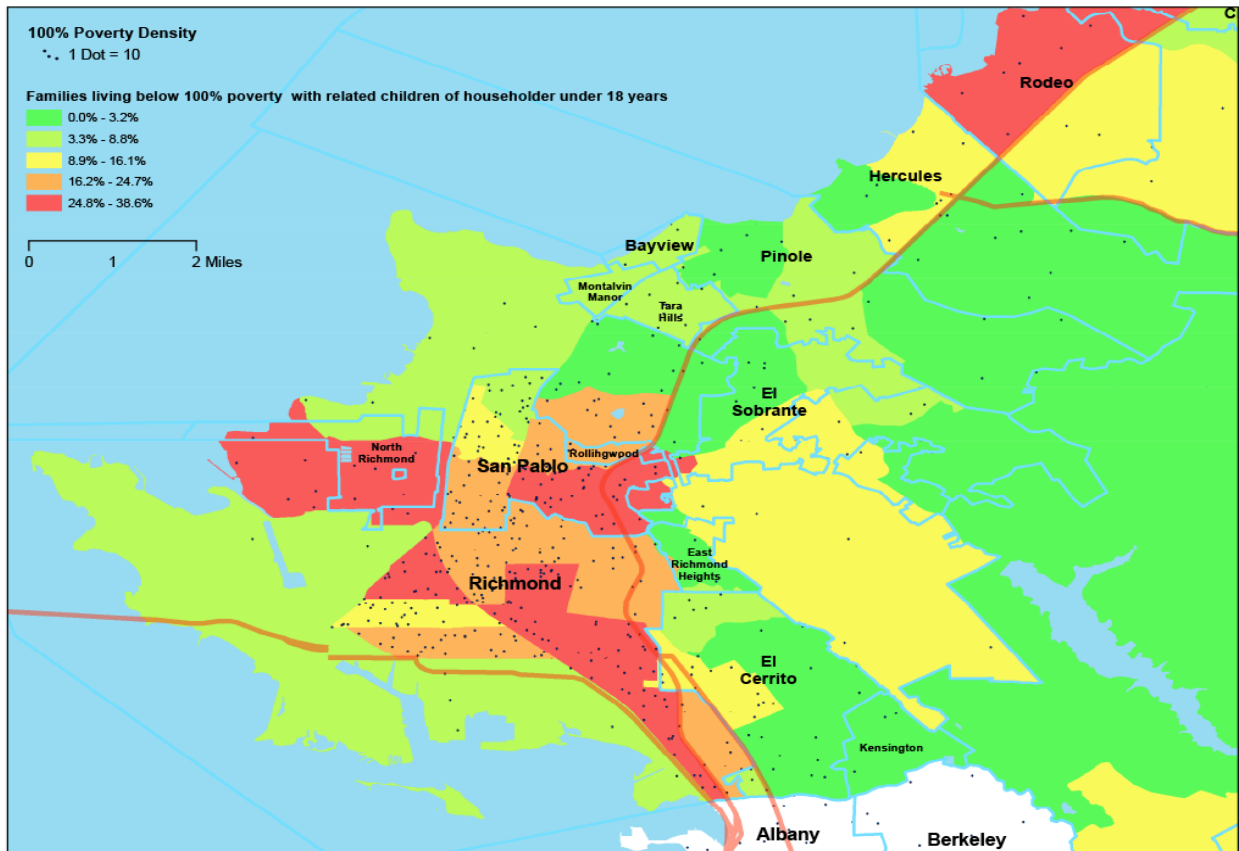 100% Poverty Density
1 Dot = 10
Families living below 100% poverty with related children of householder under 18 years
0.0% - 3.2%
3.3% - 8.8%
8.9% - 16.1%
16.2% - 24.7%
24.8% - 38.6%
0 1 2 Miles
C
Rodeo
Hercules
Bayview
Pinole
Montalvin
Manor
Tara
Hills
El
Sobrante
North
Richmond
San Pablo
Rollihgwood
East
Richmond
Heights
Richmond
El
Cerrito
Kensington
Albany
Berkeley